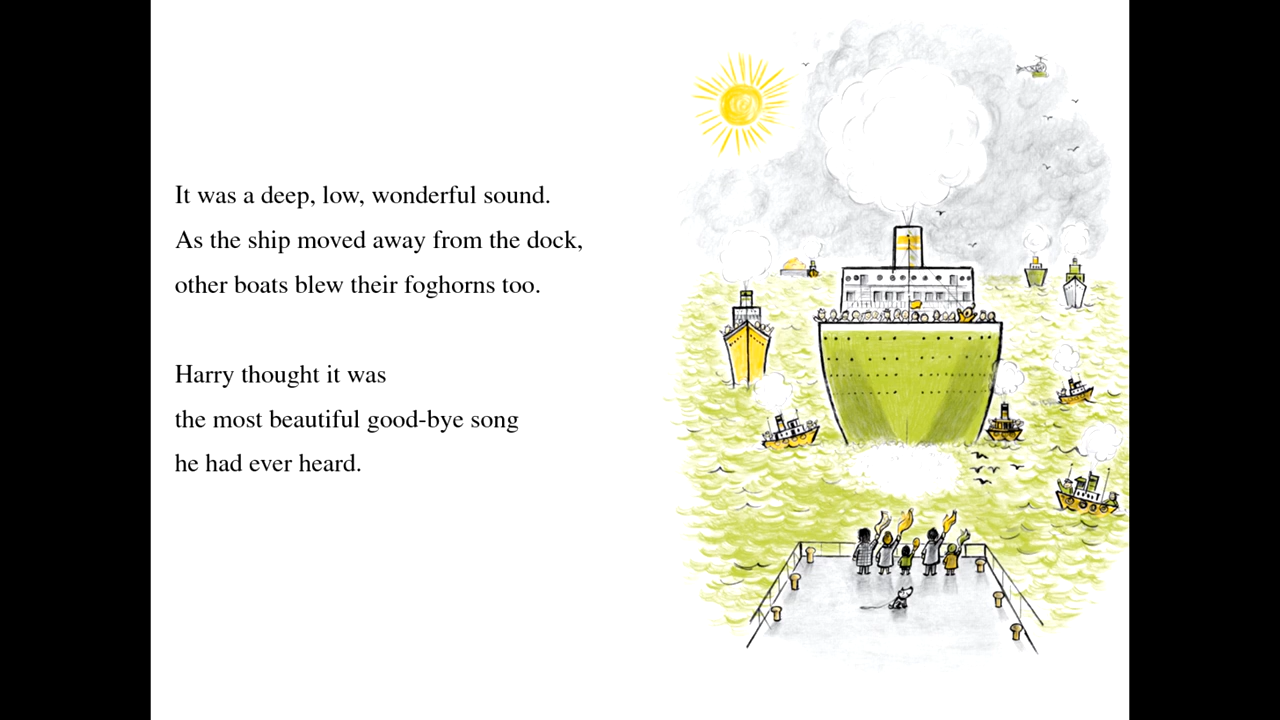 It was a deep, low, wonderful sound.
As the ship moved away from the dock,
other boats blew their foghorns too.
Harry thought it was
the most beautiful good-bye song
he had ever heard.